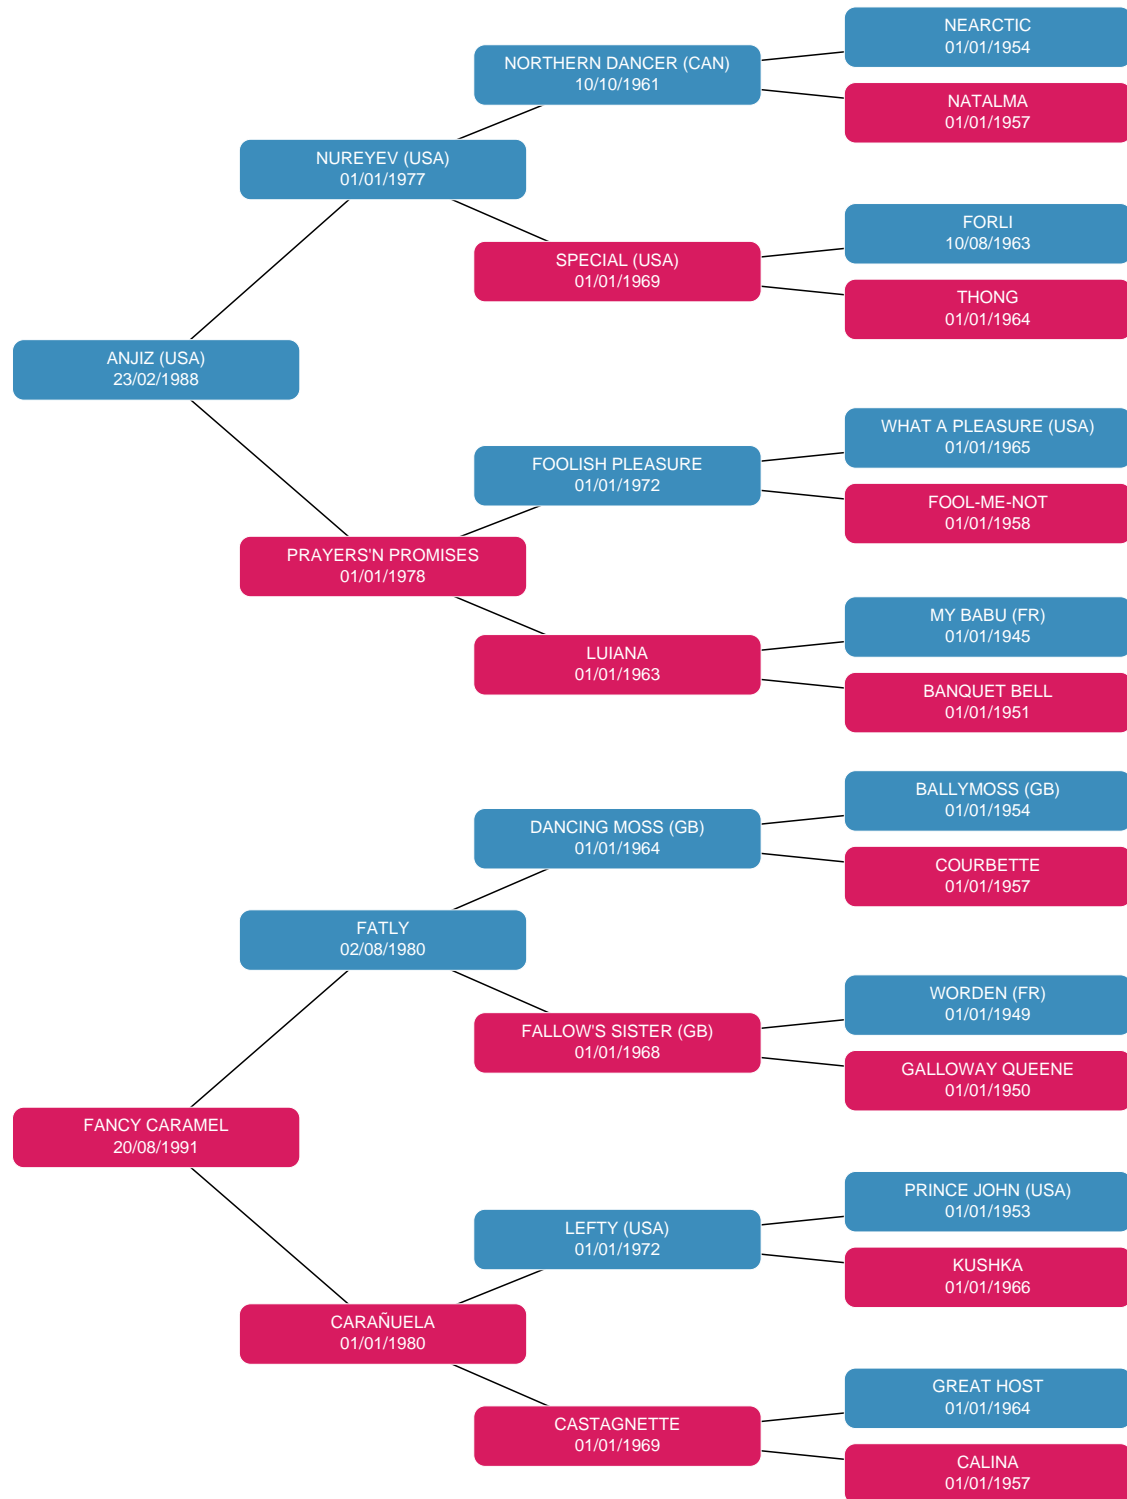 NEARCTIC
01/01/1954
NORTHERN DANCER (CAN)
10/10/1961
NATALMA
01/01/1957
NUREYEV (USA)
01/01/1977
FORLI
10/08/1963
SPECIAL (USA)
01/01/1969
THONG
01/01/1964
ANJIZ (USA)
23/02/1988
WHAT A PLEASURE (USA)
01/01/1965
FOOLISH PLEASURE
01/01/1972
FOOL-ME-NOT
01/01/1958
PRAYERS'N PROMISES
01/01/1978
MY BABU (FR)
01/01/1945
LUIANA
01/01/1963
BANQUET BELL
01/01/1951
BALLYMOSS (GB)
01/01/1954
DANCING MOSS (GB)
01/01/1964
COURBETTE
01/01/1957
FATLY
02/08/1980
WORDEN (FR)
01/01/1949
FALLOW'S SISTER (GB)
01/01/1968
GALLOWAY QUEENE
01/01/1950
FANCY CARAMEL
20/08/1991
PRINCE JOHN (USA)
01/01/1953
LEFTY (USA)
01/01/1972
KUSHKA
01/01/1966
CARAÑUELA
01/01/1980
GREAT HOST
01/01/1964
CASTAGNETTE
01/01/1969
CALINA
01/01/1957